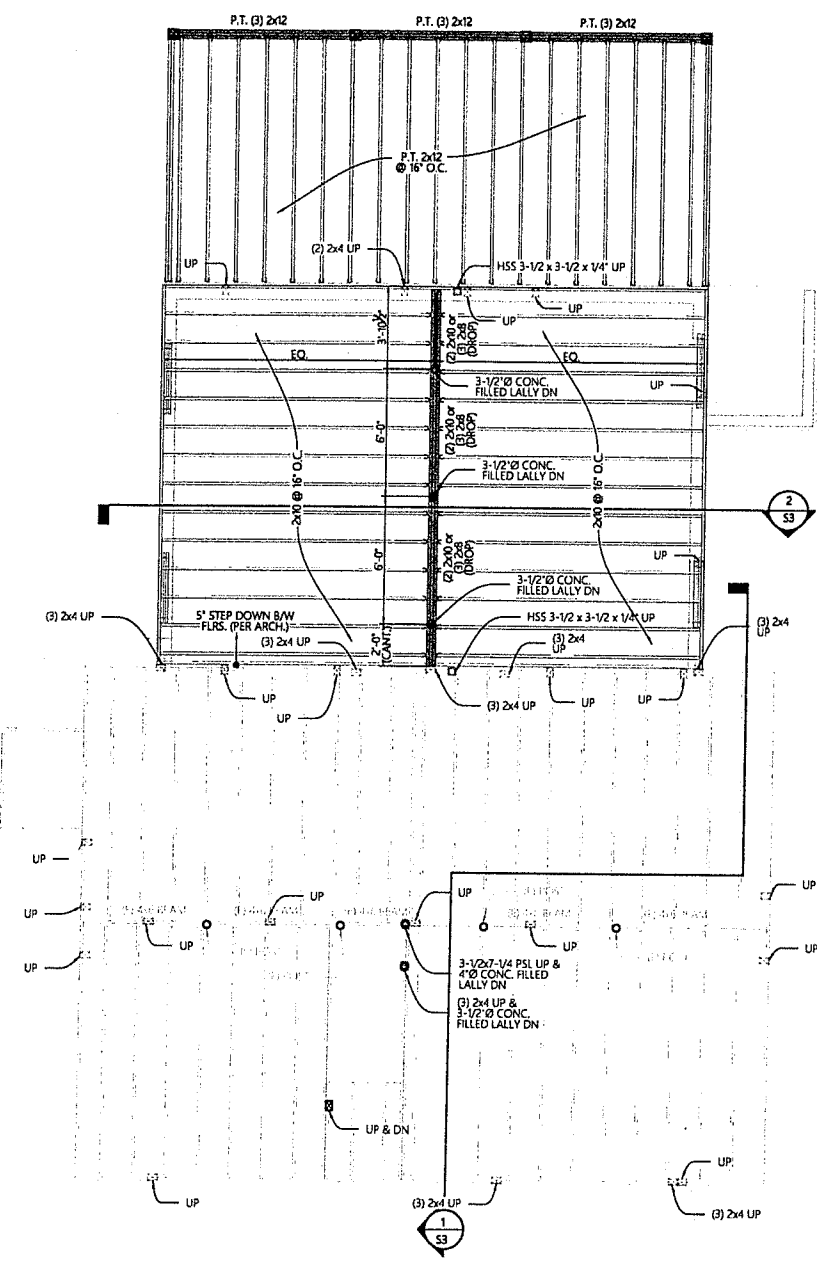 P.T. (3) 2x12
P.T. (3) 2x12
P.T. (3) 2x12
P.T. 2x12
@ 16" O.C.
(2) 2x4 UP
UP
HSS 3-1/2 x 3-1/2 x 1/4" UP
UP
UP
3'-10½"
(2) 2x10 or
(3) 2x8
(DROP)
EQ.
EQ.
3-1/2"Ø CONC.
FILLED LALLY DN
UP
6'-0"
(2) 2x10 or
(3) 2x8
(DROP)
3-1/2"Ø CONC.
FILLED LALLY DN
2x10 @ 16" O.C.
2x10 @ 16" O.C.
2
S3
6'-0"
(2) 2x10 or
(3) 2x8
(DROP)
UP
3-1/2"Ø CONC.
FILLED LALLY DN
(3) 2x4 UP
5" STEP DOWN B/W
FLRS. (PER ARCH.)
(3) 2x4 UP
2'-0"
(CANT.)
HSS 3-1/2 x 3-1/2 x 1/4" UP
(3) 2x4
UP
(3) 2x4
UP
UP
UP
(3) 2x4 UP
UP
UP
UP
UP
UP
UP
UP
UP
UP
UP
UP
UP
3-1/2x7-1/4 PSL UP &
4"Ø CONC. FILLED
LALLY DN
(3) 2x4 UP &
3-1/2"Ø CONC.
FILLED LALLY DN
UP & DN
UP
UP
(3) 2x4 UP
(3) 2x4 UP
1
S3